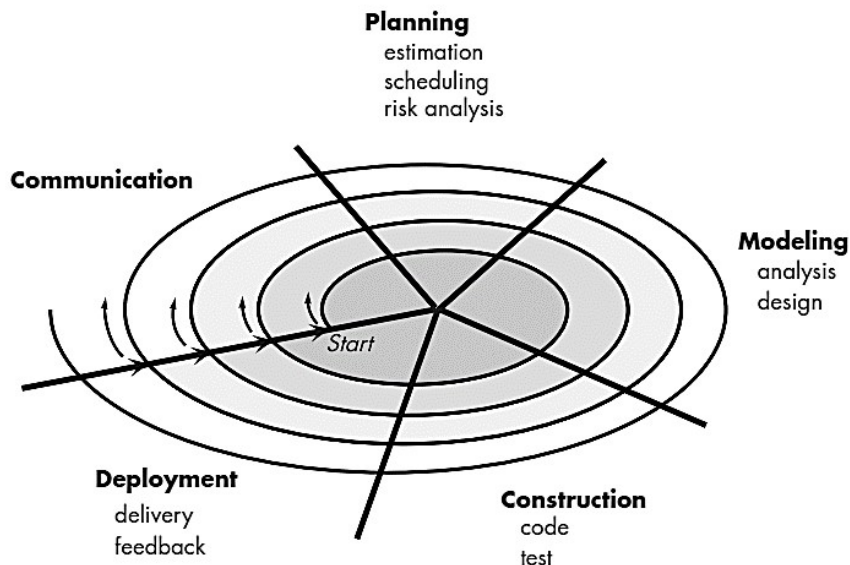 Planning
estimation
scheduling
risk analysis
Communication
Modeling
analysis
design
Start
Deployment
delivery
feedback
Construction
code
test